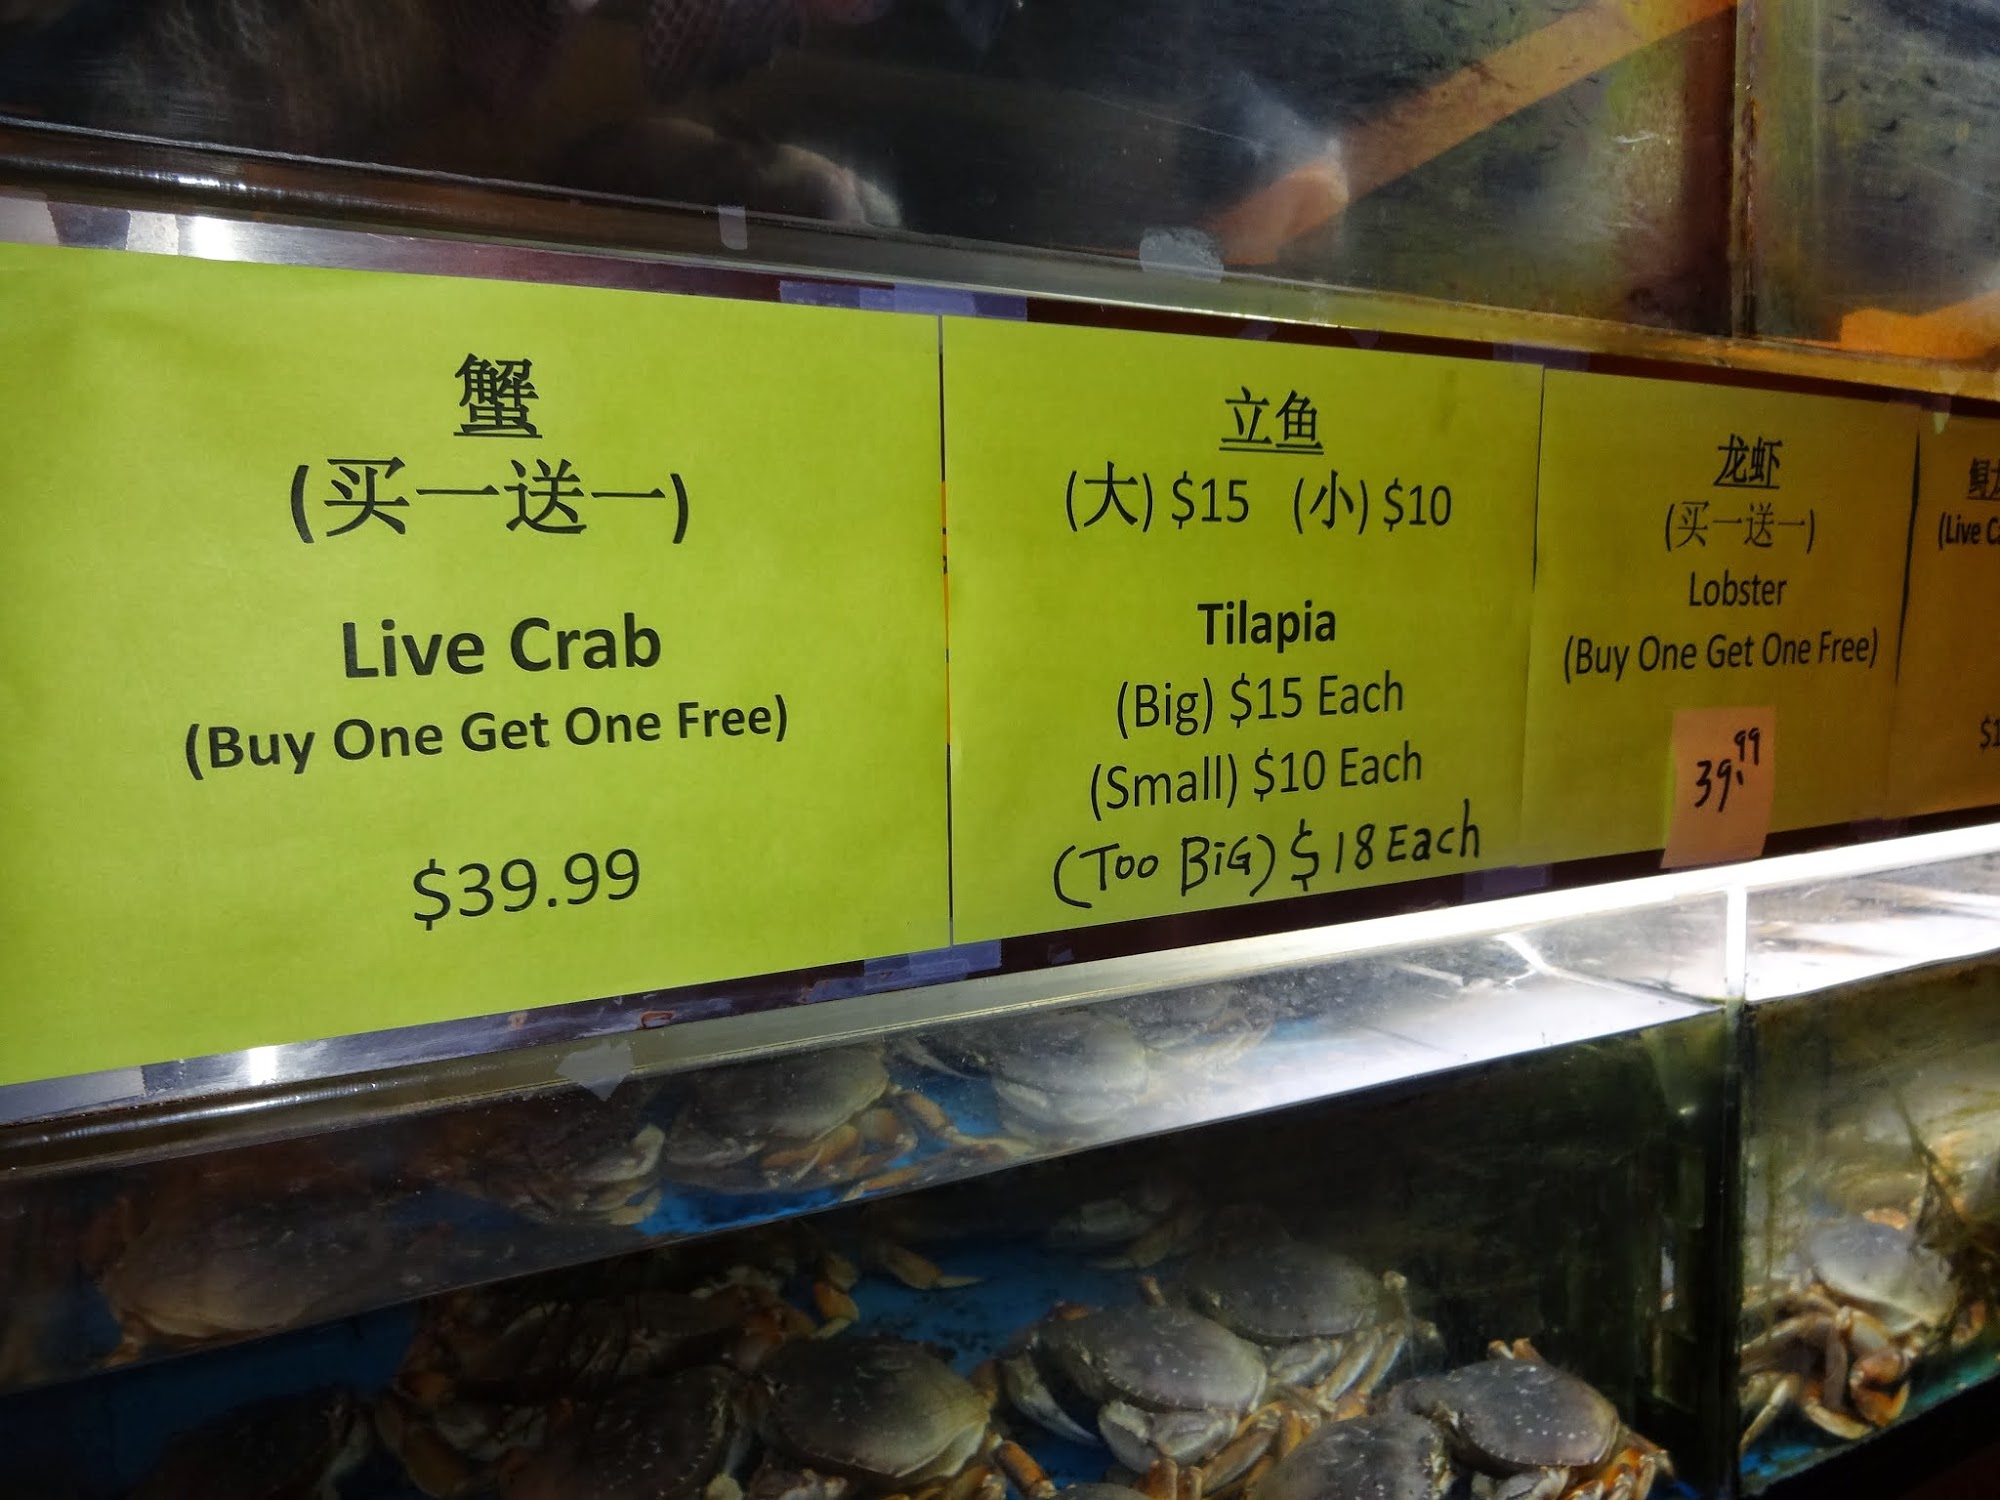 蟹
(买一送一)
Live Crab
(Buy One Get One Free)
$39.99
立鱼
(大) $15 (小) $10
Tilapia
(Big) $15 Each
(Small) $10 Each
(Too BiG) $18 Each
龙虾
(买一送一)
Lobster
(Buy One Get One Free)
39.99
(Live